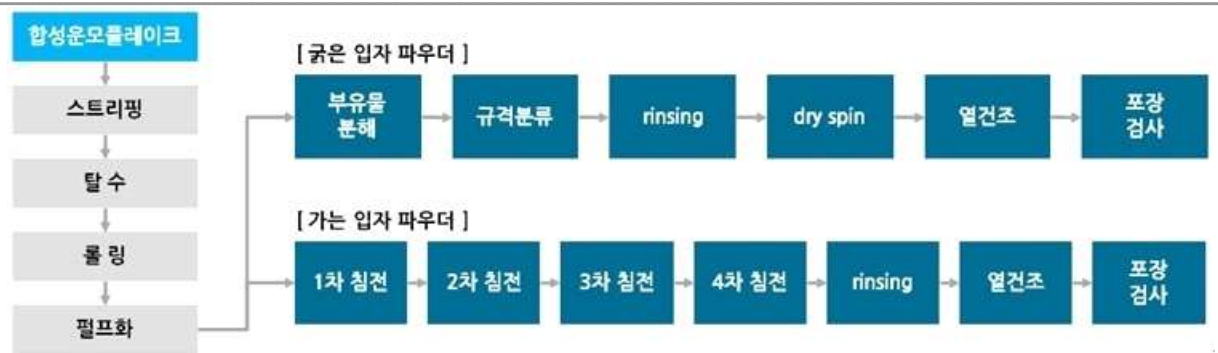 합성운모플레이크
스트리핑
탈 수
롤 링
펄프화
[ 굵은 입자 파우더 ]
부유물
분해
규격분류
rinsing
dry spin
열건조
포장
검사
[ 가는 입자 파우더 ]
1차 침전
2차 침전
3차 침전
4차 침전
rinsing
열건조
포장
검사